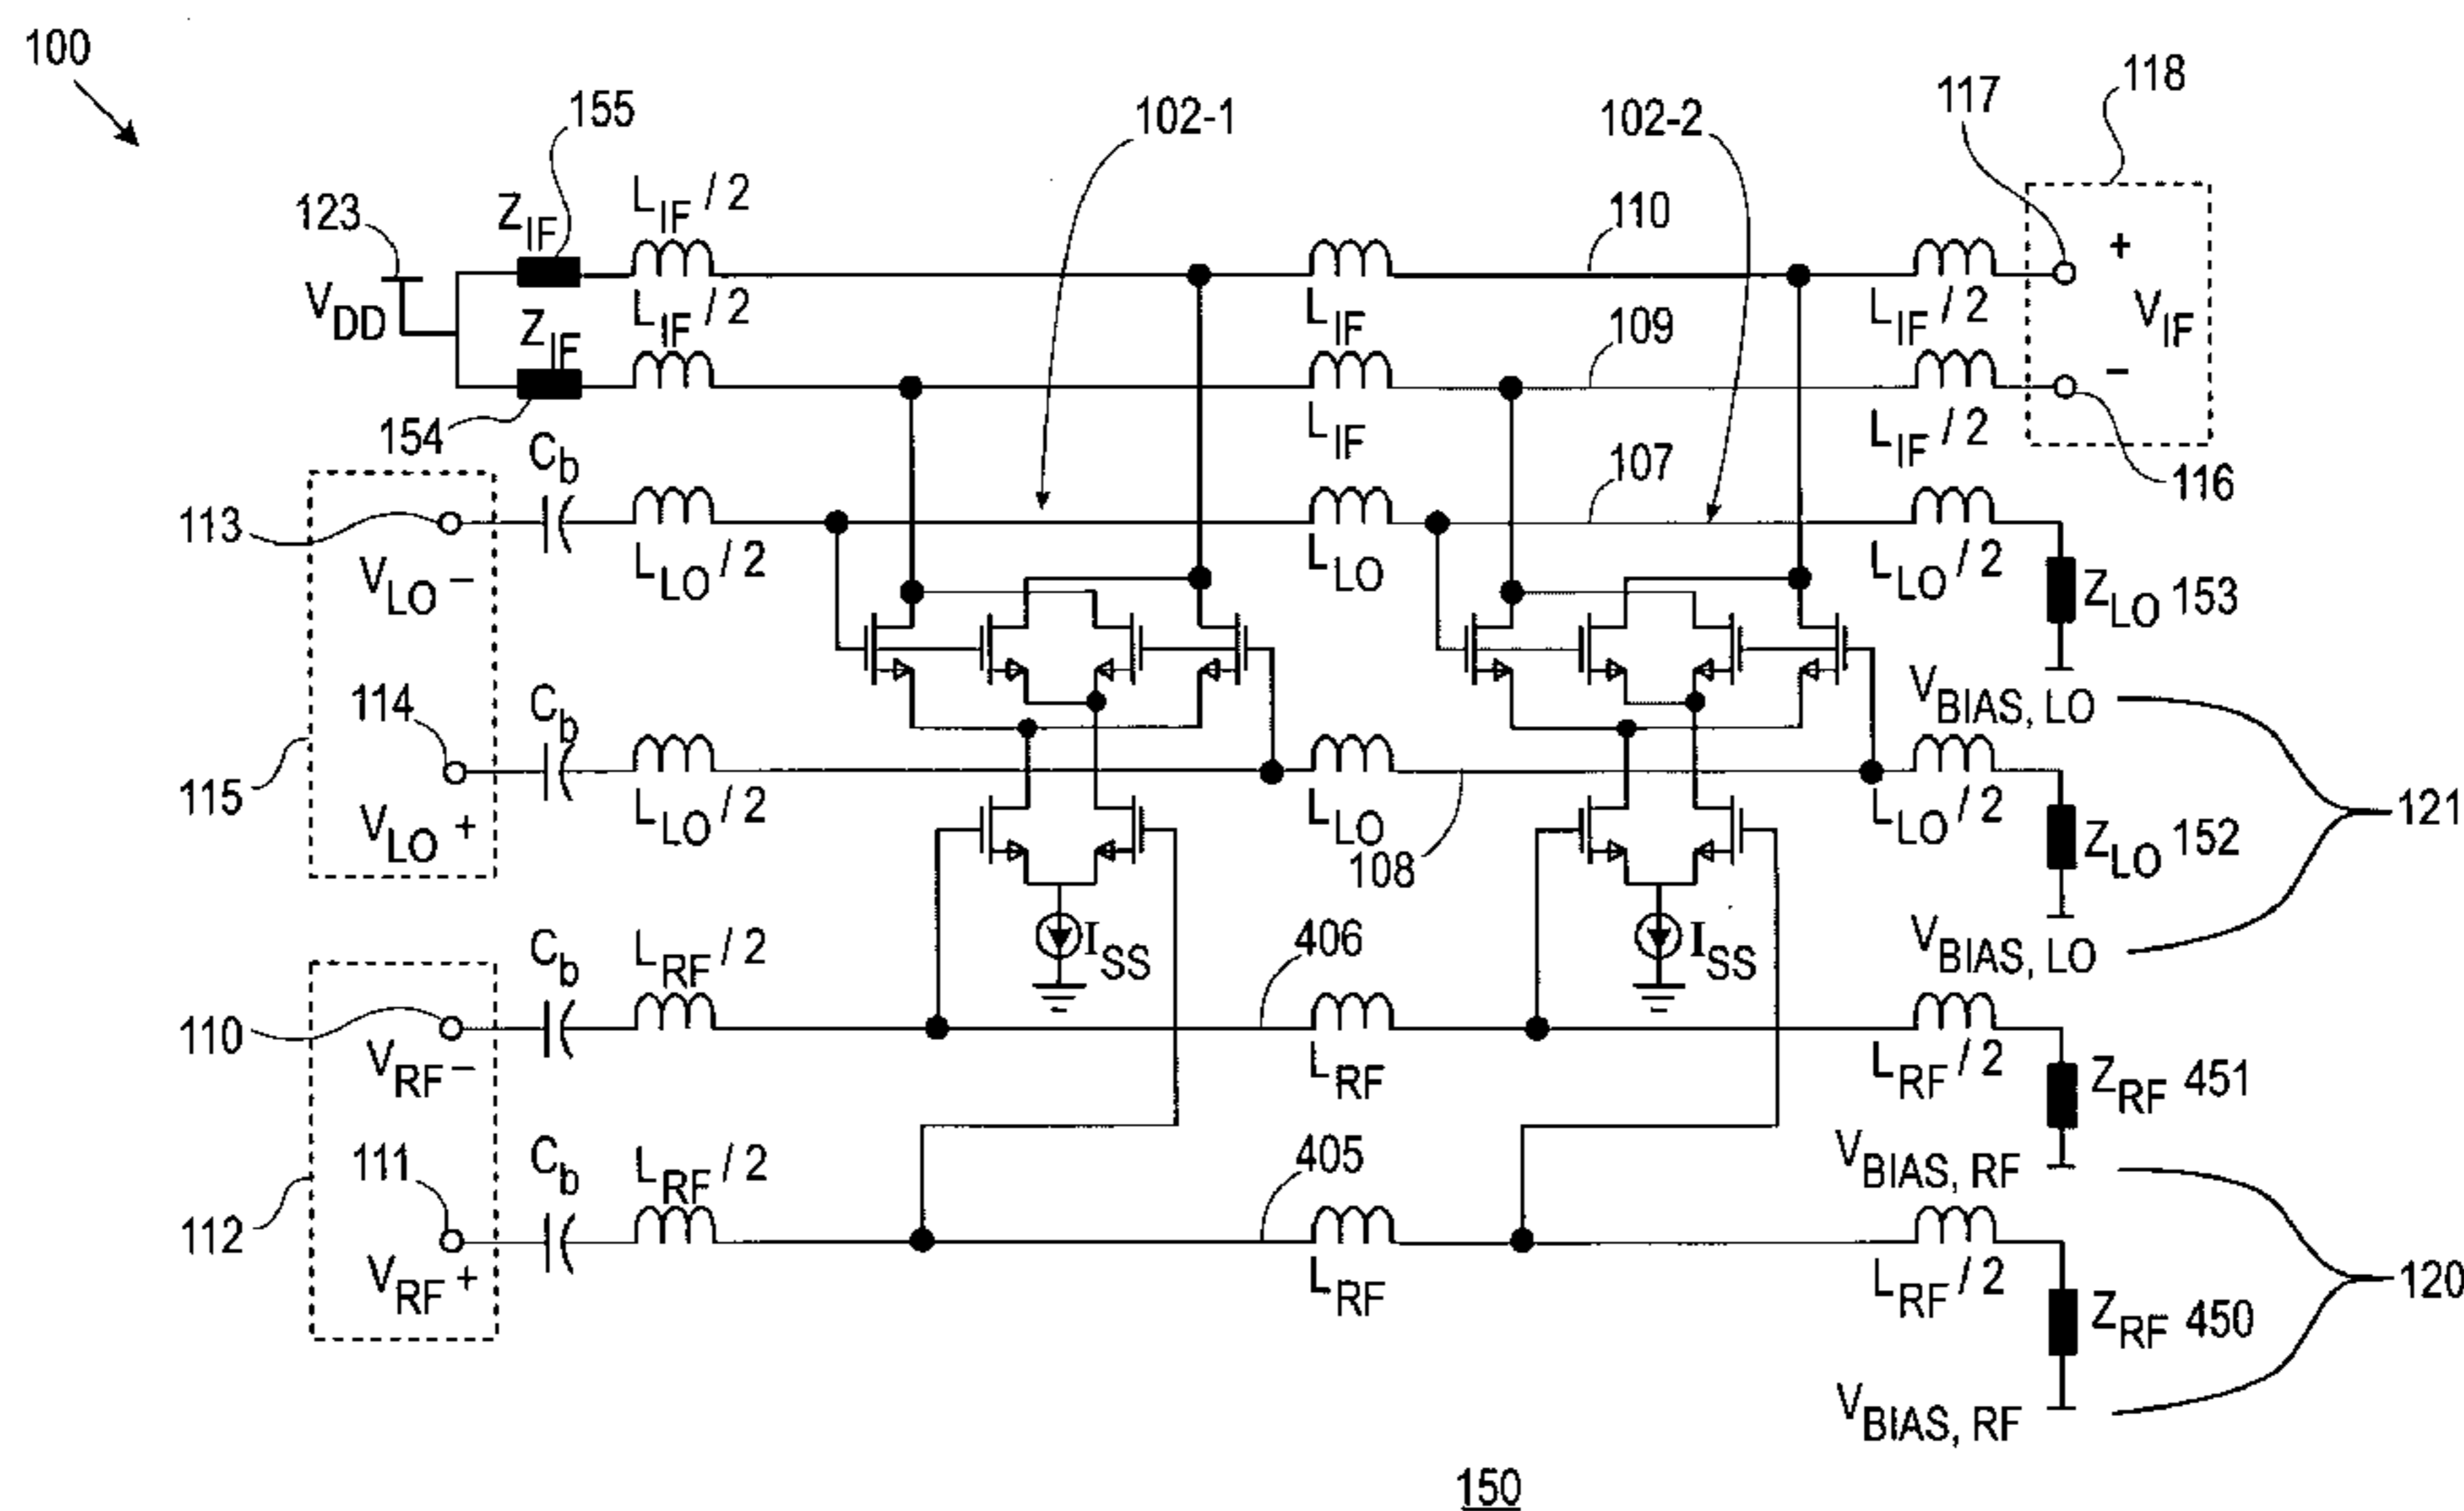 100
155
102-1
102-2
117
118
123
Z_IF
L_IF / 2
110
+
V_DD
L_IF / 2
L_IF
L_IF / 2
V_IF
Z_IF
109
−
154
C_b
L_IF
107
L_IF / 2
116
113
V_LO −
L_LO / 2
L_LO
L_LO / 2
Z_LO 153
114
C_b
V_BIAS, LO
115
V_LO +
L_LO / 2
L_LO
108
L_LO / 2
Z_LO 152
121
C_b
L_RF / 2
I_SS
406
I_SS
V_BIAS, LO
110
V_RF −
L_RF
L_RF / 2
Z_RF 451
111
C_b
L_RF / 2
405
V_BIAS, RF
112
V_RF +
L_RF
L_RF / 2
Z_RF 450
120
V_BIAS, RF
150